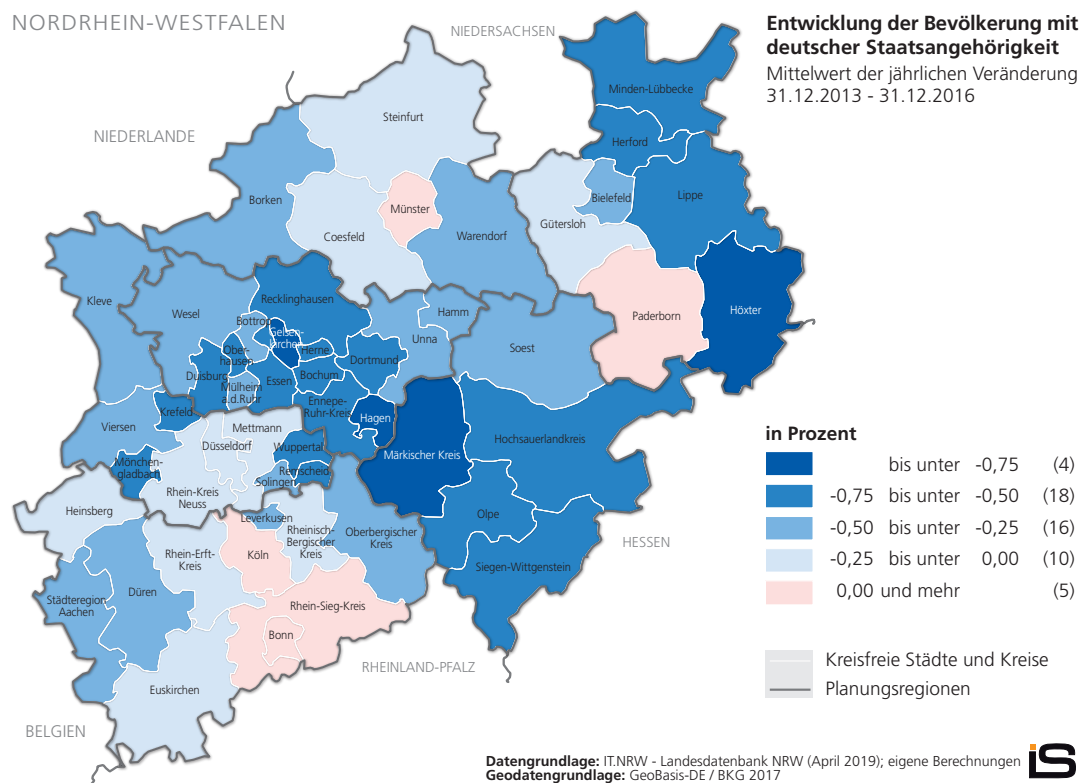 NORDRHEIN-WESTFALEN
NIEDERSACHSEN
Entwicklung der Bevölkerung mit
deutscher Staatsangehörigkeit
Mittelwert der jährlichen Veränderung
31.12.2013 - 31.12.2016
NIEDERLANDE
Minden-Lübbecke
Steinfurt
Herford
Borken
Münster
Bielefeld
Lippe
Coesfeld
Warendorf
Gütersloh
Kleve
Wesel
Recklinghausen
Bottrop
Gelsen-
kirchen
Hamm
Paderborn
Höxter
Ober-
hausen
Herne
Unna
Soest
Duisburg
Mülheim
a.d.Ruhr
Essen
Bochum
Dortmund
Krefeld
Ennepe-
Ruhr-Kreis
Hagen
Viersen
Mettmann
Düsseldorf
Wuppertal
Märkischer Kreis
Hochsauerlandkreis
Mönchen-
gladbach
Remscheid
Solingen
Rhein-Kreis
Neuss
Heinsberg
Leverkusen
Rheinisch-
Bergischer
Kreis
Oberbergischer
Kreis
Olpe
HESSEN
Rhein-Erft-
Kreis
Köln
Siegen-Wittgenstein
Städteregion
Aachen
Düren
Rhein-Sieg-Kreis
Bonn
RHEINLAND-PFALZ
Euskirchen
BELGIEN
in Prozent
bis unter -0,75 (4)
-0,75 bis unter -0,50 (18)
-0,50 bis unter -0,25 (16)
-0,25 bis unter 0,00 (10)
0,00 und mehr (5)
Kreisfreie Städte und Kreise
Planungsregionen
Datengrundlage: IT.NRW - Landesdatenbank NRW (April 2019); eigene Berechnungen
Geodatengrundlage: GeoBasis-DE / BKG 2017
iS